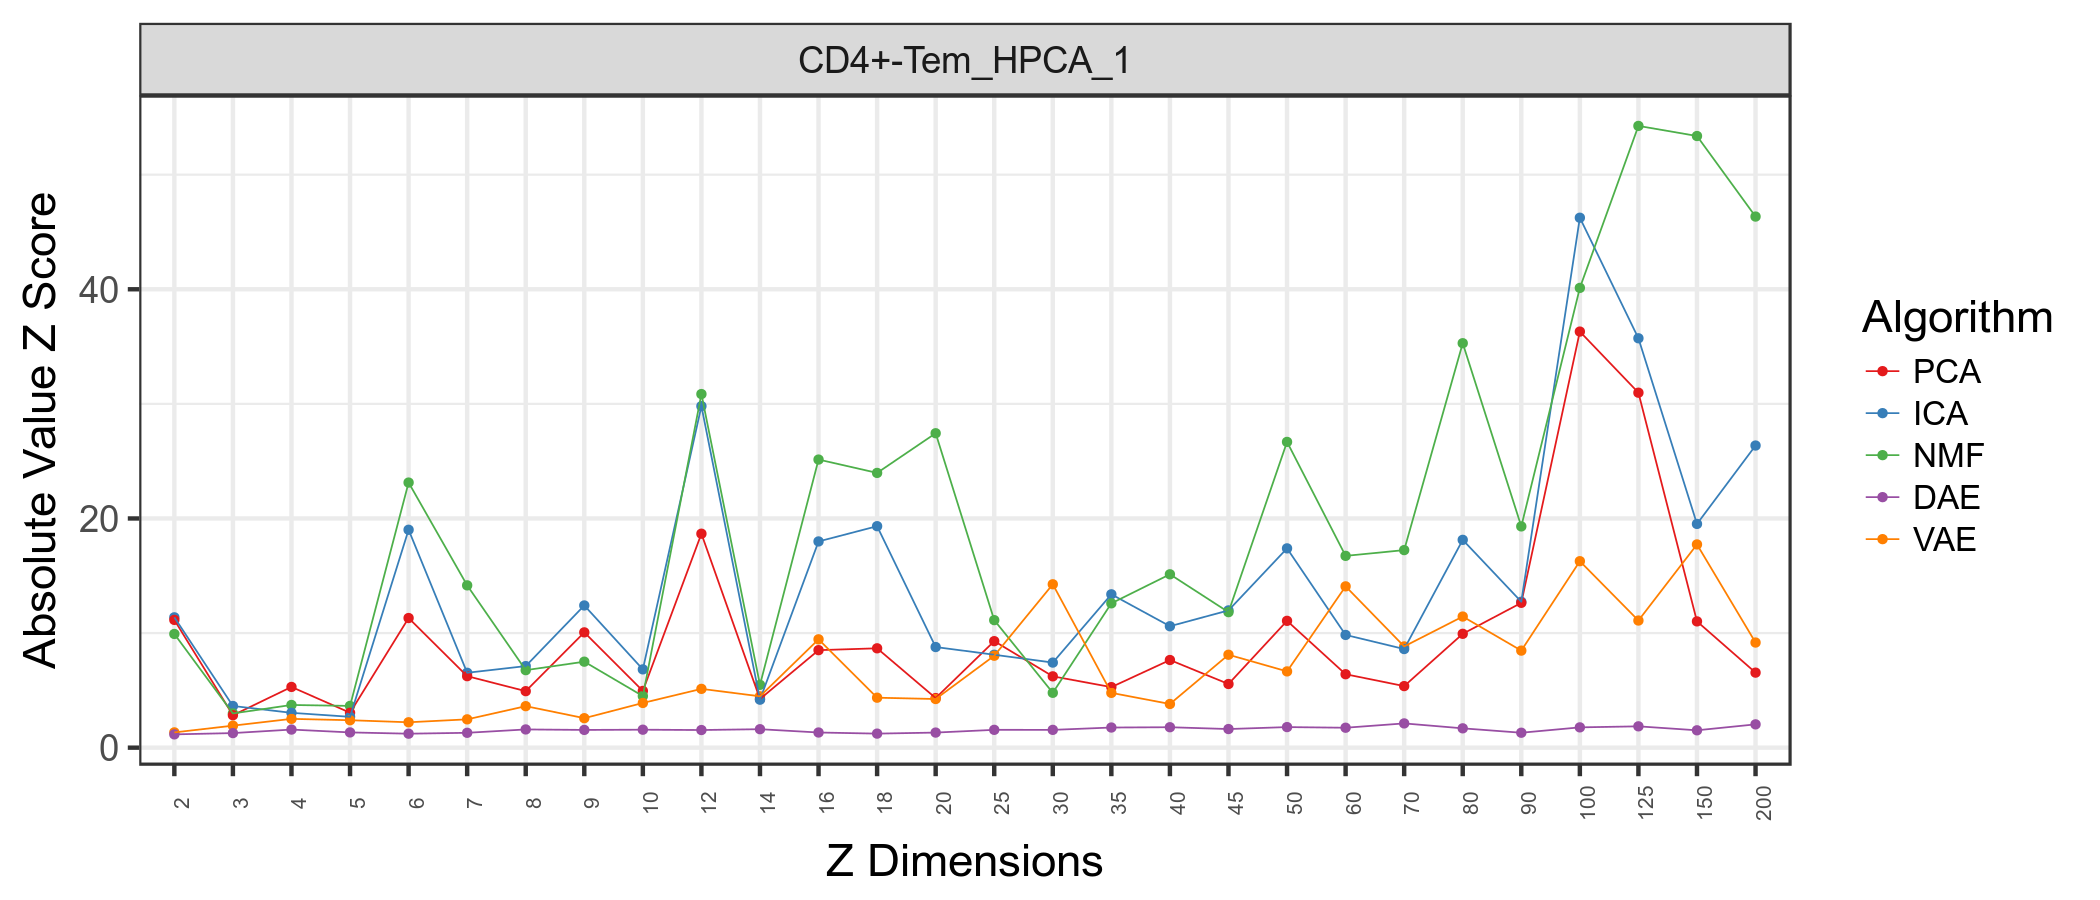 CD4+-Tem_HPCA_1
Absolute Value Z Score
40
20
0
2 3 4 5 6 7 8 9 10 12 14 16 18 20 25 30 35 40 45 50 60 70 80 90 100 125 150 200
Z Dimensions
Algorithm
PCA
ICA
NMF
DAE
VAE